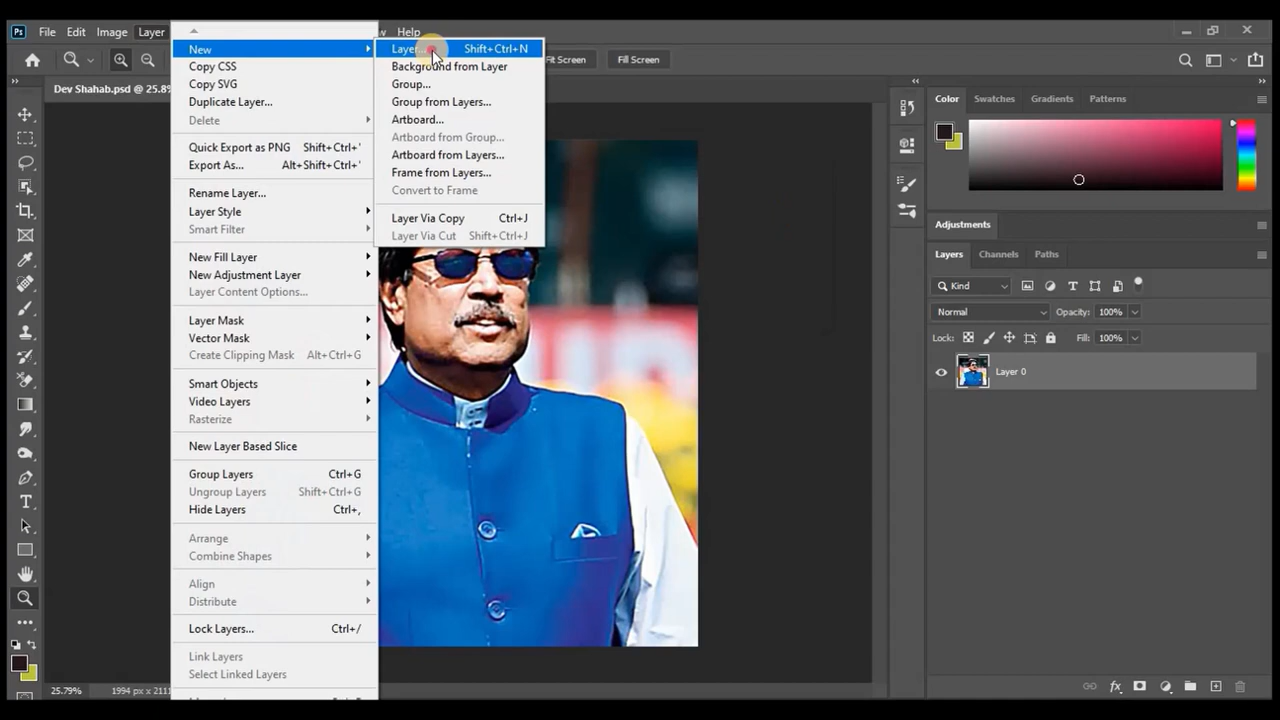 Ps File Edit Image Layer w Help
Fit Screen Fill Screen
Dev Shahab.psd @ 25.8
New
Copy CSS
Copy SVG
Duplicate Layer...
Delete
Quick Export as PNG Shift+Ctrl+'
Export As... Alt+Shift+Ctrl+'
Rename Layer...
Layer Style
Smart Filter
New Fill Layer
New Adjustment Layer
Layer Content Options...
Layer Mask
Vector Mask
Create Clipping Mask Alt+Ctrl+G
Smart Objects
Video Layers
Rasterize
New Layer Based Slice
Group Layers Ctrl+G
Ungroup Layers Shift+Ctrl+G
Hide Layers Ctrl+,
Arrange
Combine Shapes
Align
Distribute
Lock Layers... Ctrl+/
Link Layers
Select Linked Layers
Layer... Shift+Ctrl+N
Background from Layer
Group...
Group from Layers...
Artboard...
Artboard from Group...
Artboard from Layers...
Frame from Layers...
Convert to Frame
Layer Via Copy Ctrl+J
Layer Via Cut Shift+Ctrl+J
Color Swatches Gradients Patterns
Adjustments
Layers Channels Paths
Kind
Normal Opacity: 100%
Lock: Fill: 100%
Layer 0
25.79% 1994 px x 211
fx